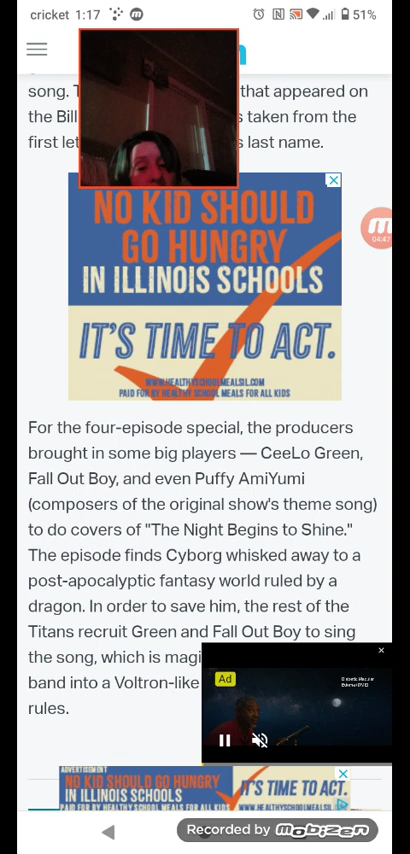 cricket 1:17
51%
song. T that appeared on
the Bill s taken from the
first let s last name.
04:47
NO KID SHOULD
GO HUNGRY
IN ILLINOIS SCHOOLS
IT'S TIME TO ACT.
WWW.HEALTHYSCHOOLMEALSIL.COM
PAID FOR BY HEALTHY SCHOOL MEALS FOR ALL KIDS
For the four-episode special, the producers
brought in some big players — CeeLo Green,
Fall Out Boy, and even Puffy AmiYumi
(composers of the original show's theme song)
to do covers of "The Night Begins to Shine."
The episode finds Cyborg whisked away to a
post-apocalyptic fantasy world ruled by a
dragon. In order to save him, the rest of the
Titans recruit Green and Fall Out Boy to sing
the song, which is magi
band into a Voltron-like
rules.
Ad
ADVERTISEMENT
NO KID SHOULD GO HUNGRY
IN ILLINOIS SCHOOLS
IT'S TIME TO ACT.
PAID FOR BY HEALTHY SCHOOL MEALS FOR ALL KIDS
WWW.HEALTHYSCHOOLMEALSIL
Recorded by mobizen